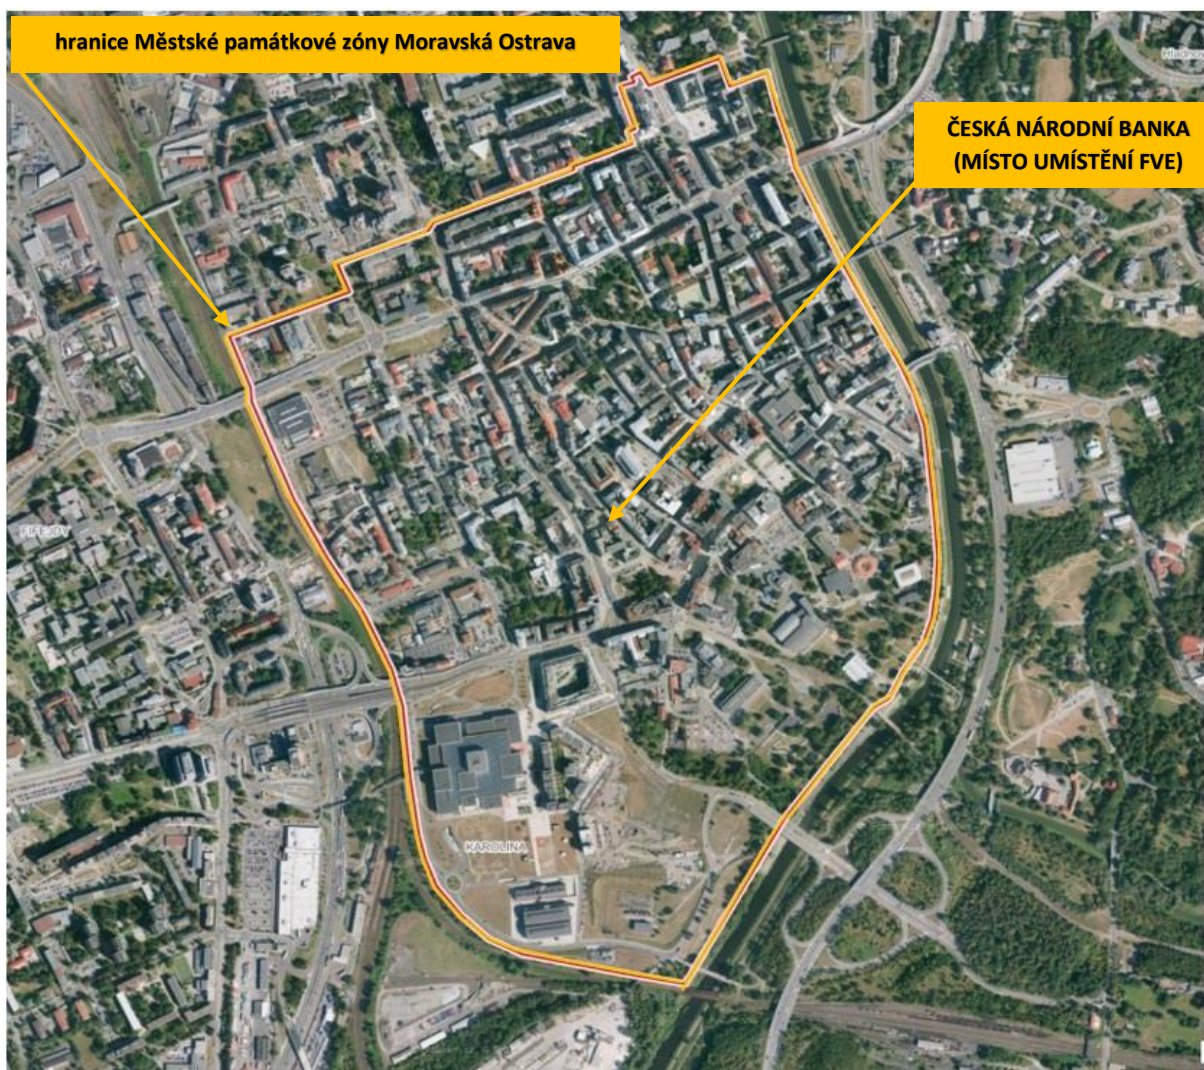 hranice Městské památkové zóny Moravská Ostrava
ČESKÁ NÁRODNÍ BANKA
(MÍSTO UMÍSTĚNÍ FVE)
FIFEJDY
KAROLINA